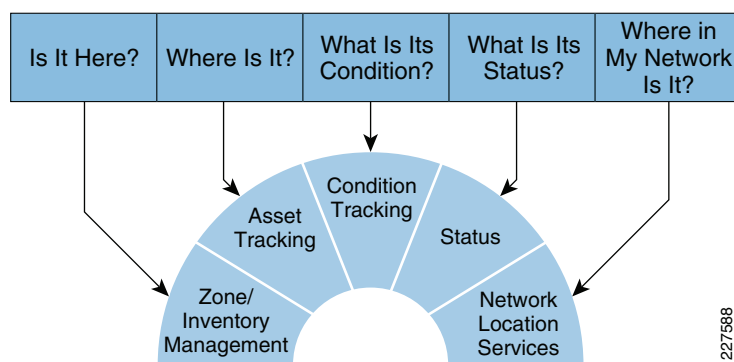 Is It Here?
Where Is It?
What Is Its
Condition?
What Is Its
Status?
Where in
My Network
Is It?
Zone/
Inventory
Management
Asset
Tracking
Condition
Tracking
Status
Network
Location
Services
227588